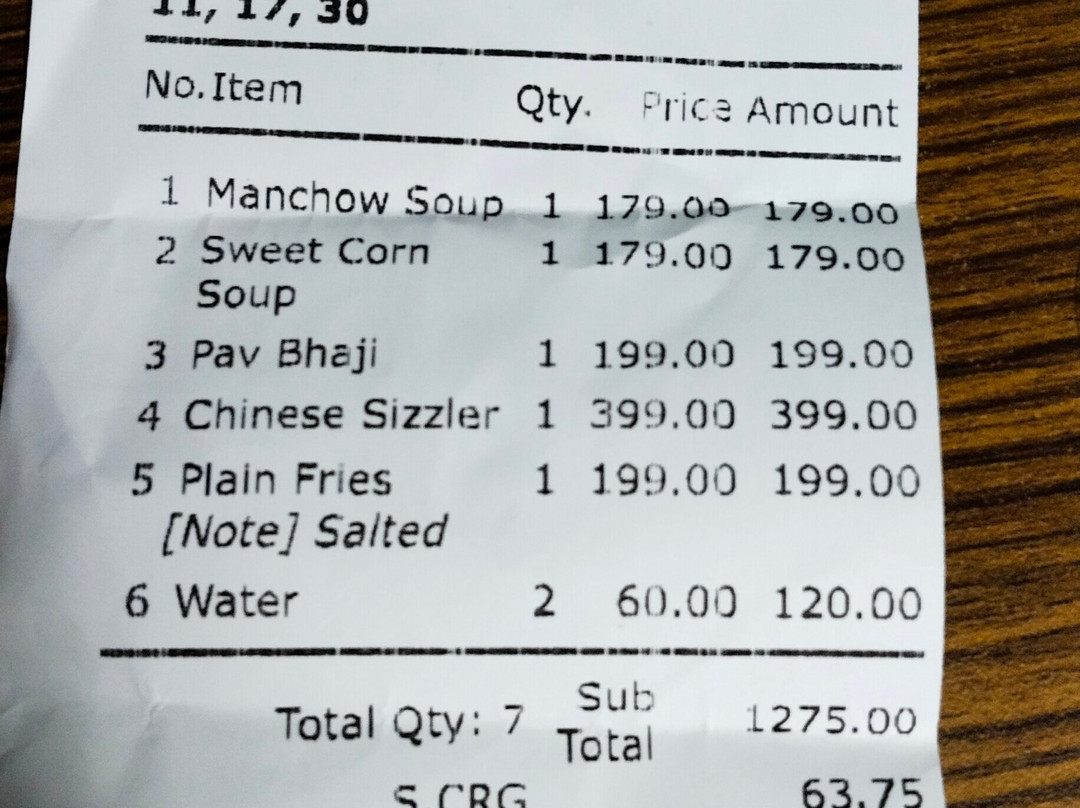 11, 17, 30
No. Item Qty. Price Amount
1 Manchow Soup 1 179.00 179.00
2 Sweet Corn 1 179.00 179.00
Soup
3 Pav Bhaji 1 199.00 199.00
4 Chinese Sizzler 1 399.00 399.00
5 Plain Fries 1 199.00 199.00
[Note] Salted
6 Water 2 60.00 120.00
Total Qty: 7 Sub Total 1275.00
S CRG 63.75